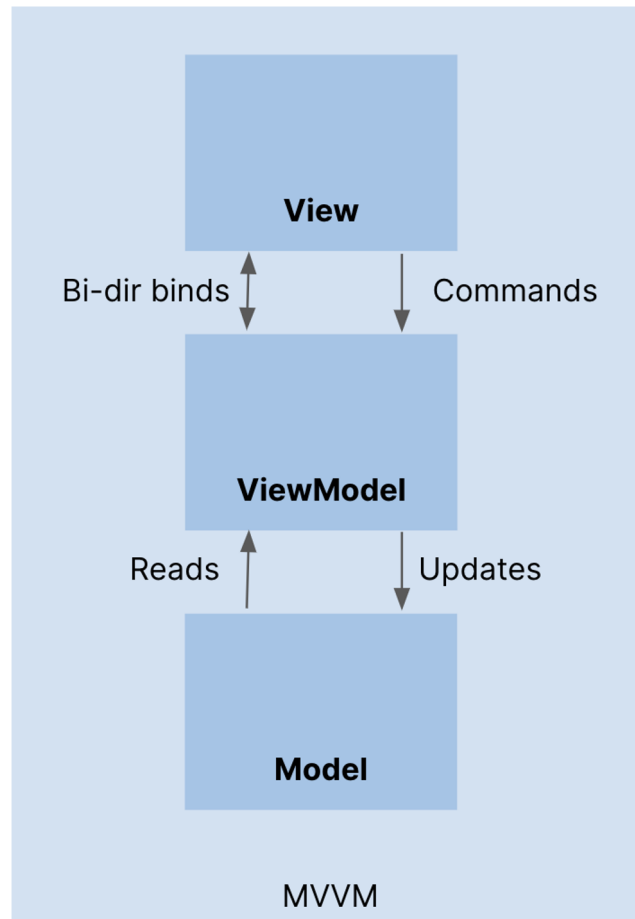 View
Bi-dir binds
Commands
ViewModel
Reads
Updates
Model
MVVM